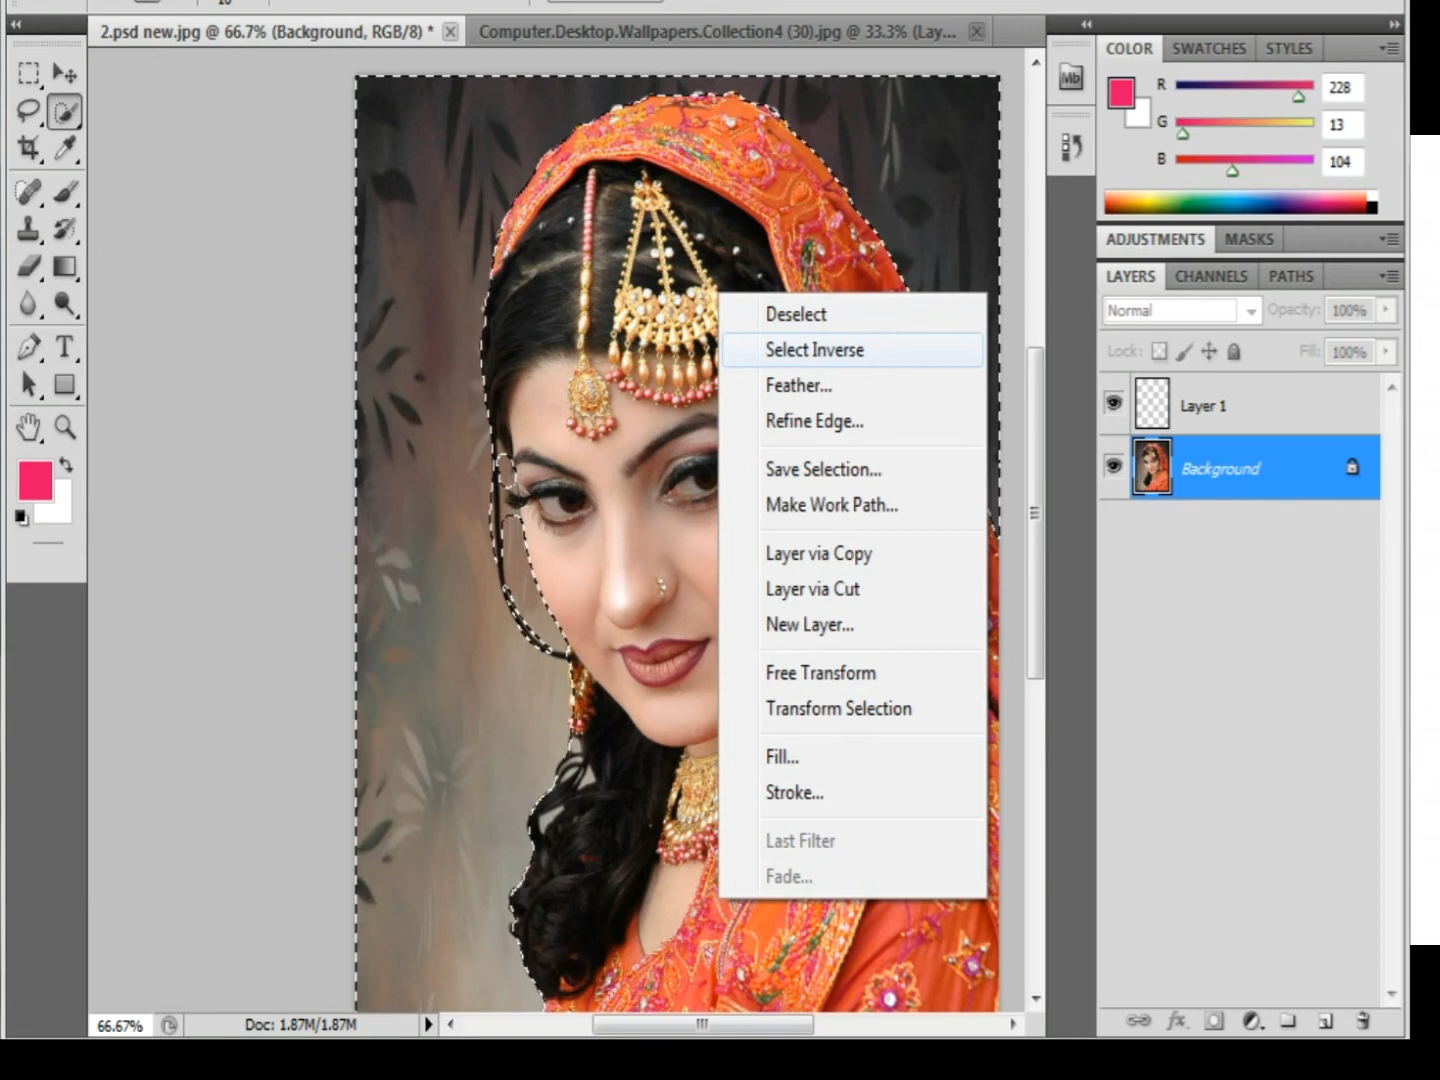 2.psd new.jpg @ 66.7% (Background, RGB/8) *
Computer.Desktop.Wallpapers.Collection4 (30).jpg @ 33.3% (Lay...
COLOR SWATCHES STYLES
Mb
R 228
G 13
B 104
ADJUSTMENTS MASKS
LAYERS CHANNELS PATHS
Normal Opacity: 100%
Lock: Fill: 100%
Layer 1
Background
Deselect
Select Inverse
Feather...
Refine Edge...
Save Selection...
Make Work Path...
Layer via Copy
Layer via Cut
New Layer...
Free Transform
Transform Selection
Fill...
Stroke...
Last Filter
Fade...
T
66.67% Doc: 1.87M/1.87M
fx.